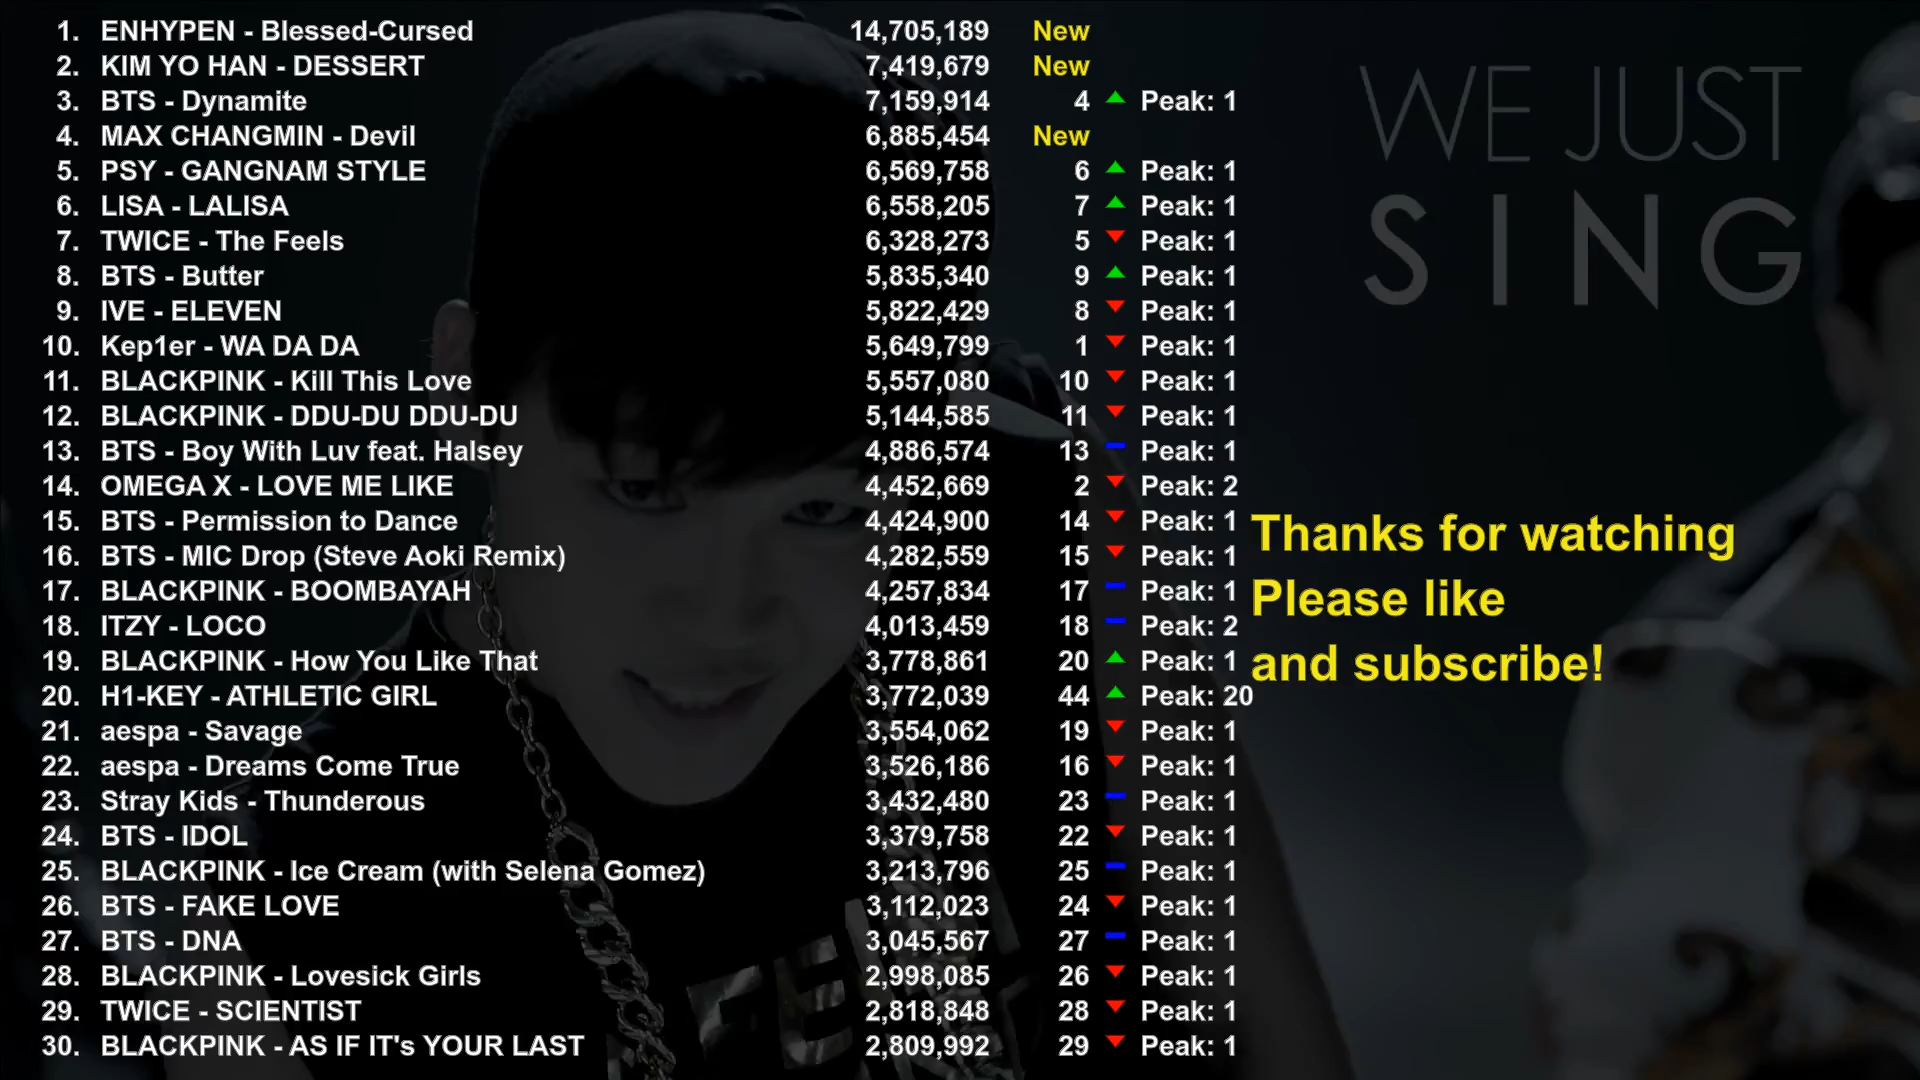 1. ENHYPEN - Blessed-Cursed 14,705,189 New
2. KIM YO HAN - DESSERT 7,419,679 New
3. BTS - Dynamite 7,159,914 4 Peak: 1
4. MAX CHANGMIN - Devil 6,885,454 New
5. PSY - GANGNAM STYLE 6,569,758 6 Peak: 1
6. LISA - LALISA 6,558,205 7 Peak: 1
7. TWICE - The Feels 6,328,273 5 Peak: 1
8. BTS - Butter 5,835,340 9 Peak: 1
9. IVE - ELEVEN 5,822,429 8 Peak: 1
10. Kep1er - WA DA DA 5,649,799 1 Peak: 1
11. BLACKPINK - Kill This Love 5,557,080 10 Peak: 1
12. BLACKPINK - DDU-DU DDU-DU 5,144,585 11 Peak: 1
13. BTS - Boy With Luv feat. Halsey 4,886,574 13 Peak: 1
14. OMEGA X - LOVE ME LIKE 4,452,669 2 Peak: 2
15. BTS - Permission to Dance 4,424,900 14 Peak: 1
16. BTS - MIC Drop (Steve Aoki Remix) 4,282,559 15 Peak: 1
17. BLACKPINK - BOOMBAYAH 4,257,834 17 Peak: 1
18. ITZY - LOCO 4,013,459 18 Peak: 2
19. BLACKPINK - How You Like That 3,778,861 20 Peak: 1
20. H1-KEY - ATHLETIC GIRL 3,772,039 44 Peak: 20
21. aespa - Savage 3,554,062 19 Peak: 1
22. aespa - Dreams Come True 3,526,186 16 Peak: 1
23. Stray Kids - Thunderous 3,432,480 23 Peak: 1
24. BTS - IDOL 3,379,758 22 Peak: 1
25. BLACKPINK - Ice Cream (with Selena Gomez) 3,213,796 25 Peak: 1
26. BTS - FAKE LOVE 3,112,023 24 Peak: 1
27. BTS - DNA 3,045,567 27 Peak: 1
28. BLACKPINK - Lovesick Girls 2,998,085 26 Peak: 1
29. TWICE - SCIENTIST 2,818,848 28 Peak: 1
30. BLACKPINK - AS IF IT's YOUR LAST 2,809,992 29 Peak: 1
WE JUST
SING
Thanks for watching
Please like
and subscribe!